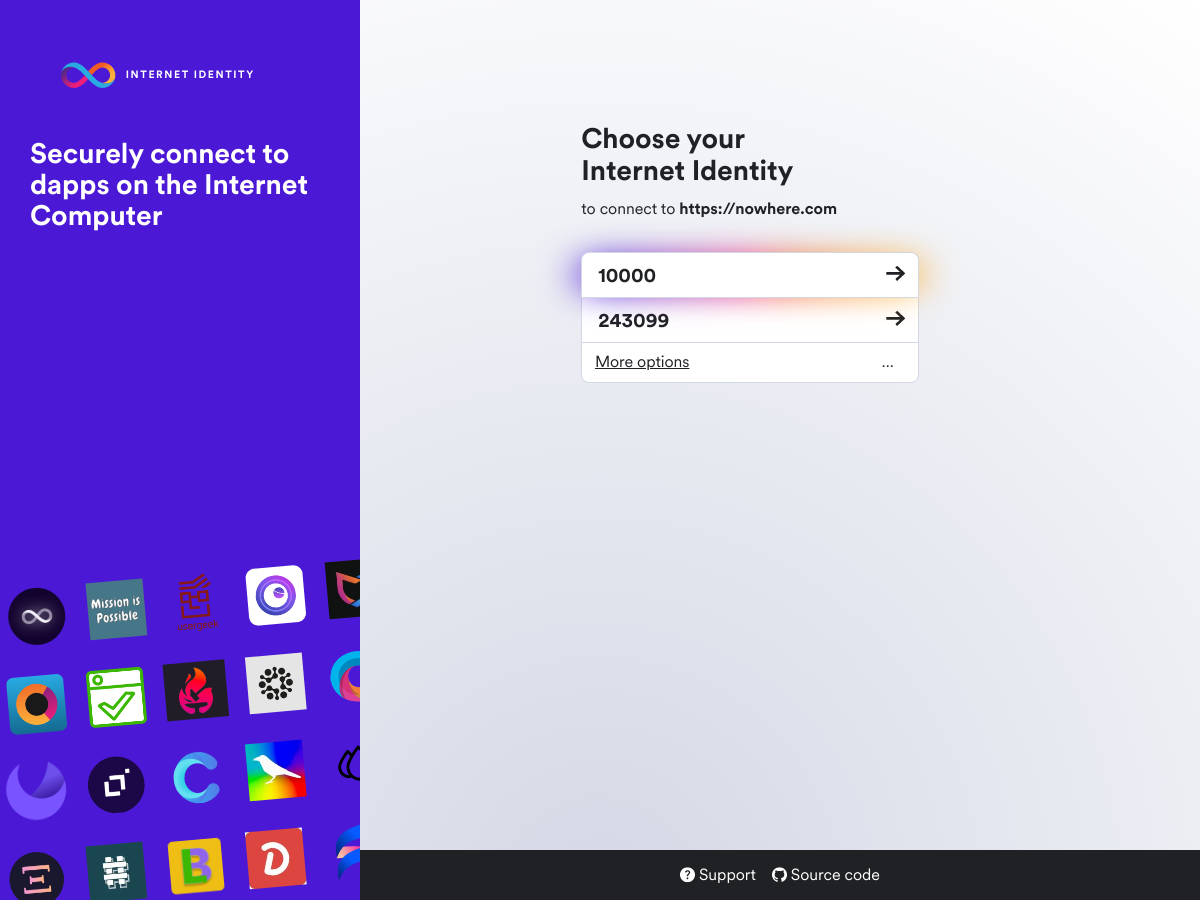 INTERNET IDENTITY
Securely connect to
dapps on the Internet
Computer
Choose your
Internet Identity
to connect to https://nowhere.com
10000
243099
More options ...
Mission is
Possible
Support Source code